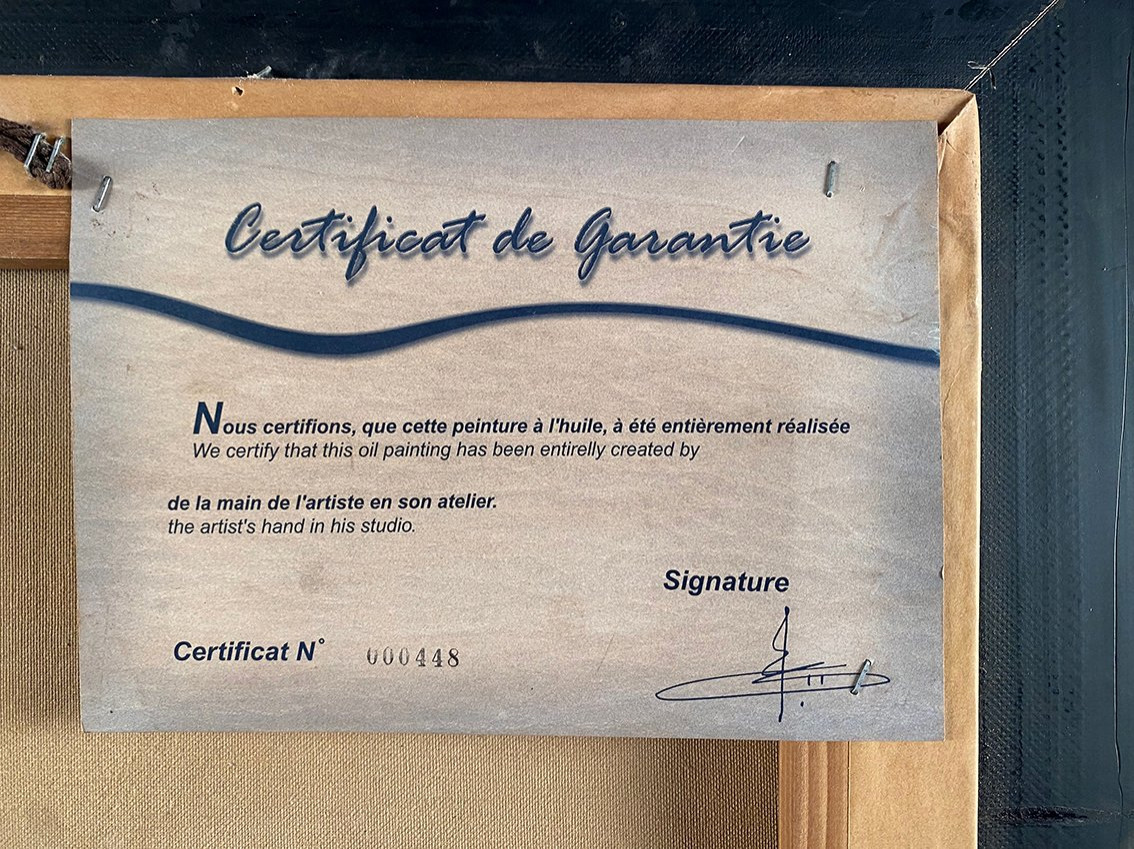 Certificat de Garantie
Nous certifions, que cette peinture à l'huile, à été entièrement réalisée
We certify that this oil painting has been entirelly created by
de la main de l'artiste en son atelier.
the artist's hand in his studio.
Signature
Certificat N° 000448